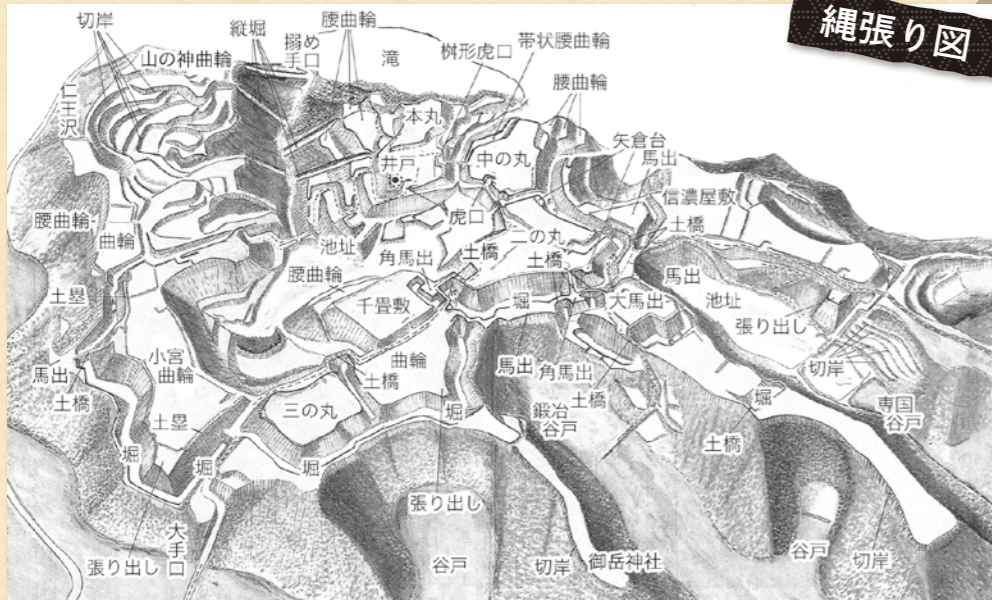 縄張り図
切岸
縦堀
腰曲輪
搦め
手口
滝
桝形虎口
帯状腰曲輪
山の神曲輪
腰曲輪
仁王沢
本丸
井戸
中の丸
矢倉台
馬出
信濃屋敷
土橋
腰曲輪
曲輪
虎口
池址
角馬出
土橋
二の丸
土橋
腰曲輪
馬出
池址
土塁
千畳敷
堀
大馬出
張り出し
小宮
曲輪
曲輪
馬出
角馬出
切岸
馬出
土橋
土橋
堀
三の丸
堀
鍛冶
谷戸
土橋
専国
谷戸
土塁
土橋
堀
堀
堀
張り出し
大手口
張り出し
谷戸
切岸
御岳神社
谷戸
切岸